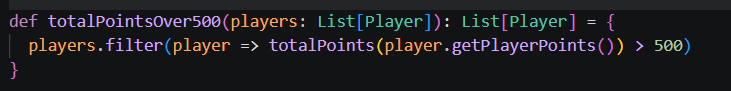 def totalPointsOver500(players: List[Player]): List[Player] = {
  players.filter(player => totalPoints(player.getPlayerPoints()) > 500)
}